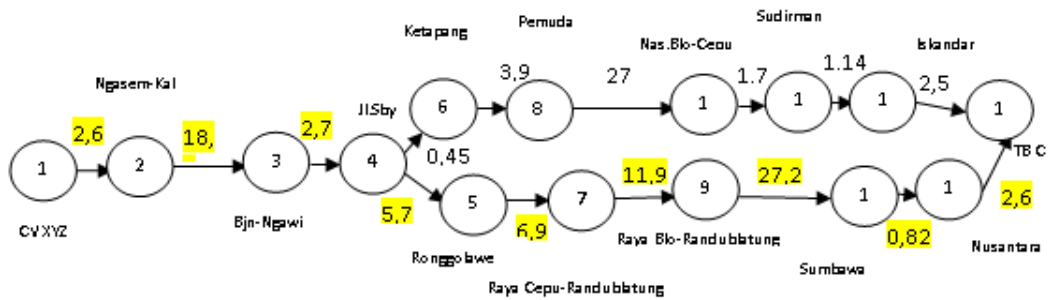 Sudirman
Ketapang
Pemuda
Nas.Blo-Cepu
Iskandar
Ngasem-Kal
3,9
27
1.7
1.14
2,5
Jl.Sby
6
8
1
1
1
1
2,6
18,
2,7
0,45
TB C
1
2
3
4
11,9
27,2
5
7
9
1
1
2,6
CV XYZ
Bjn-Ngawi
5,7
6,9
Raya Blo-Randublatung
0,82
Nusantara
Ronggolawe
Sumbawa
Raya Cepu-Randublatung